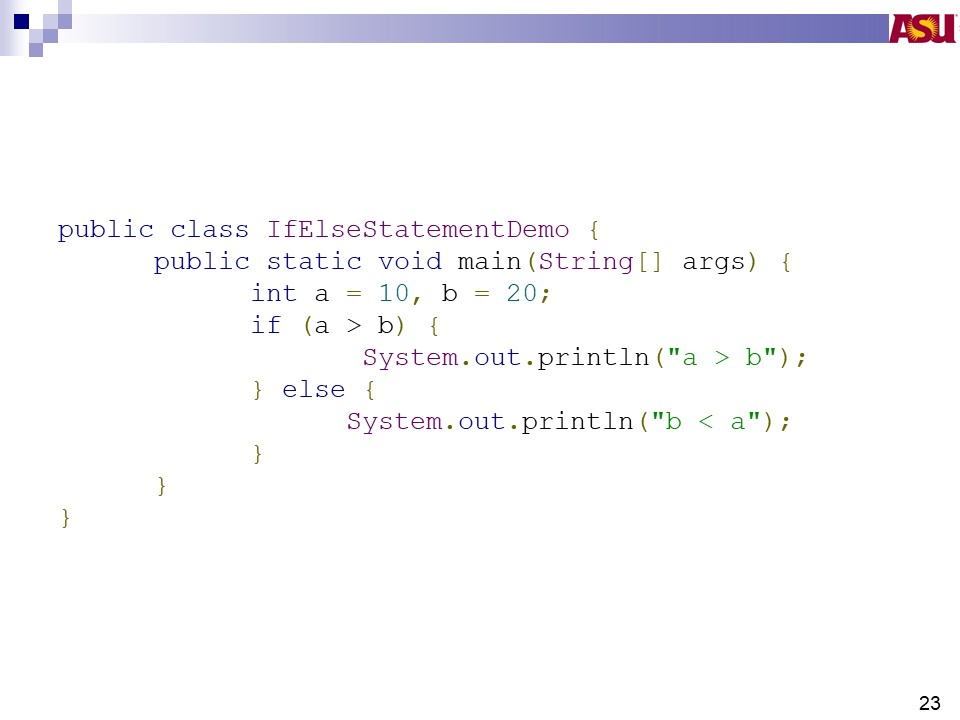 ASU
public class IfElseStatementDemo {
public static void main(String[] args) {
int a = 10, b = 20;
if (a > b) {
System.out.println("a > b");
} else {
System.out.println("b < a");
}
}
}
23